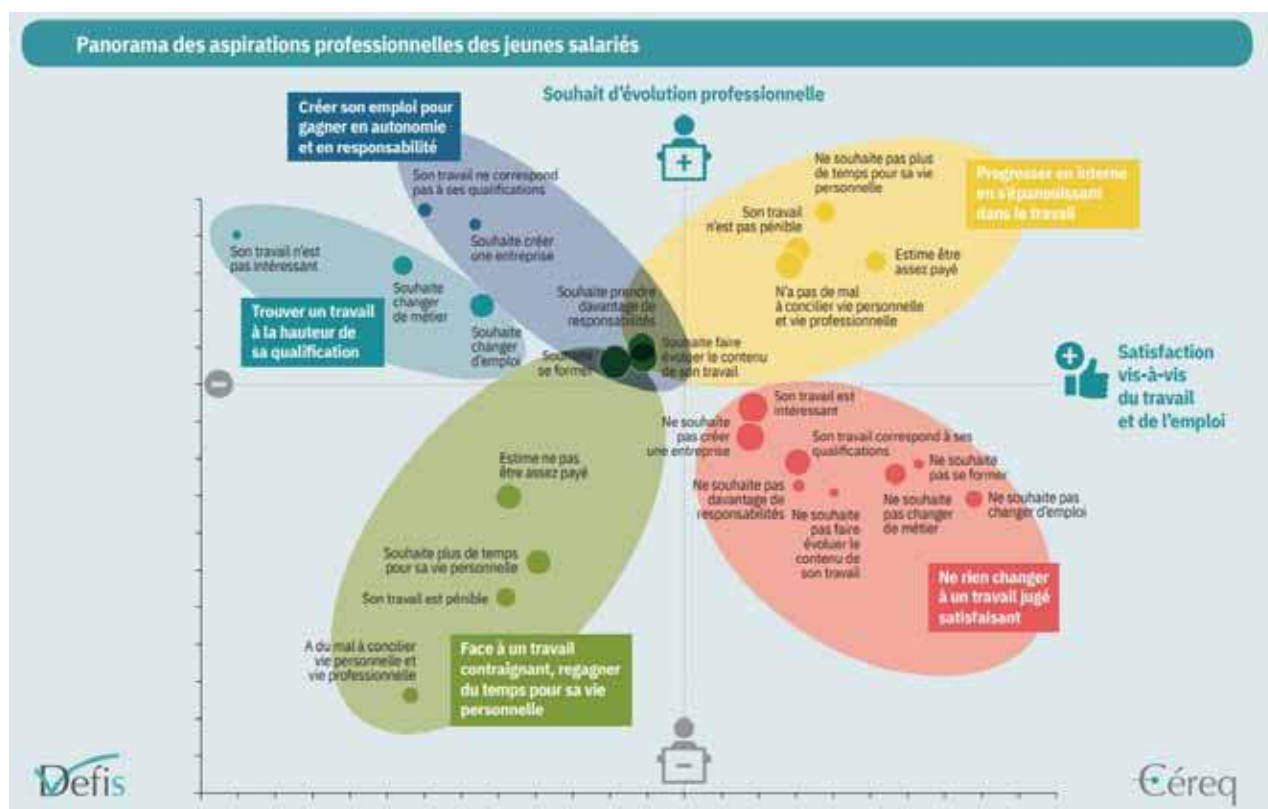 Panorama des aspirations professionnelles des jeunes salariés
Souhait d'évolution professionnelle
Créer son emploi pour
gagner en autonomie
et en responsabilité
Son travail ne correspond
pas à ses qualifications
Souhaite créer
une entreprise
Son travail n'est
pas intéressant
Souhaite
changer
de métier
Trouver un travail
à la hauteur de
sa qualification
Souhaite
changer
d'emploi
Souhaite prendre
davantage de
responsabilités
Souhaite
se former
Souhaite faire
évoluer le contenu
de son travail
Ne souhaite pas plus
de temps pour sa vie
personnelle
Progresser en interne
en s'épanouissant
dans le travail
Son travail
n'est pas pénible
Estime être
assez payé
N'a pas de mal
à concilier vie personnelle
et vie professionnelle
Satisfaction
vis-à-vis
du travail
et de l'emploi
Son travail est
intéressant
Ne souhaite
pas créer
une entreprise
Son travail correspond à ses
qualifications
Ne souhaite
pas se former
Ne souhaite pas
davantage de
responsabilités
Ne souhaite
pas faire
évoluer le
contenu de
son travail
Ne souhaite
pas changer
de métier
Ne souhaite pas
changer d'emploi
Ne rien changer
à un travail jugé
satisfaisant
Estime ne pas
être assez payé
Souhaite plus de temps
pour sa vie personnelle
Son travail est pénible
A du mal à concilier
vie personnelle et
vie professionnelle
Face à un travail
contraignant, regagner
du temps pour sa vie
personnelle
Defis
Céreq